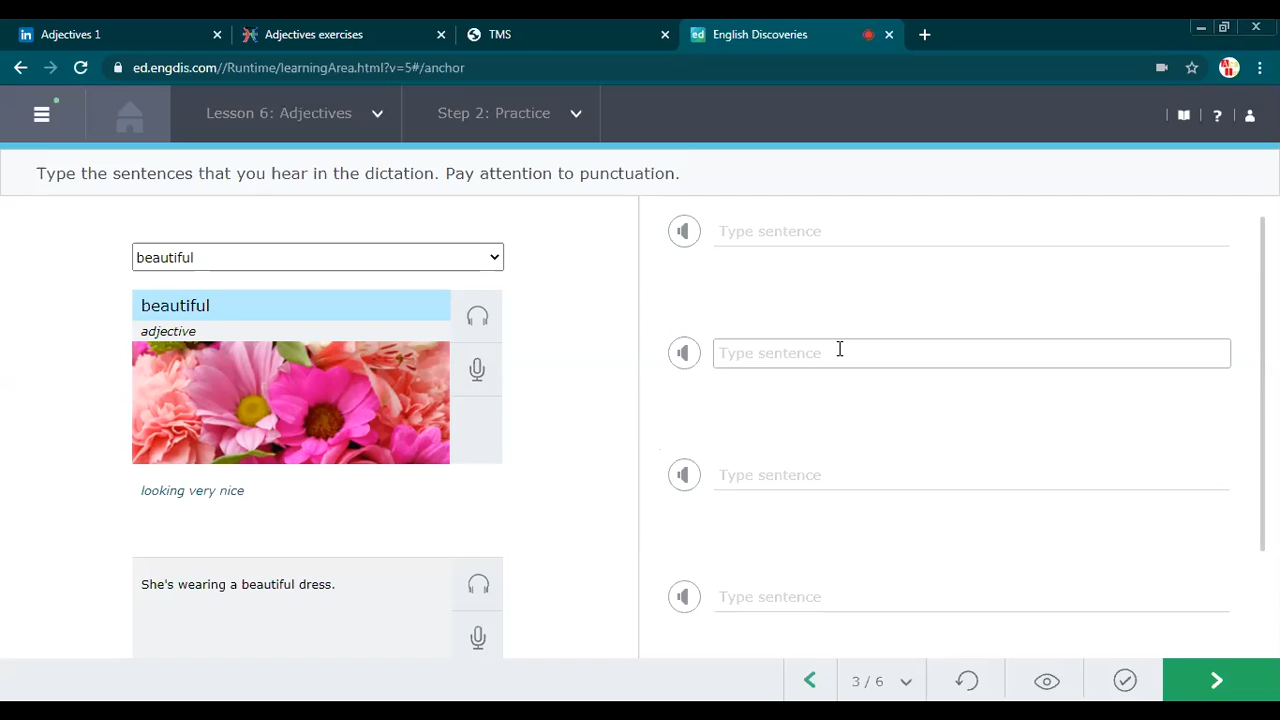 Adjectives 1
Adjectives exercises
TMS
English Discoveries
ed.engdis.com//Runtime/learningArea.html?v=5#/anchor
Lesson 6: Adjectives
Step 2: Practice
Type the sentences that you hear in the dictation. Pay attention to punctuation.
beautiful
beautiful
adjective
looking very nice
She's wearing a beautiful dress.
Type sentence
Type sentence
Type sentence
Type sentence
3 / 6